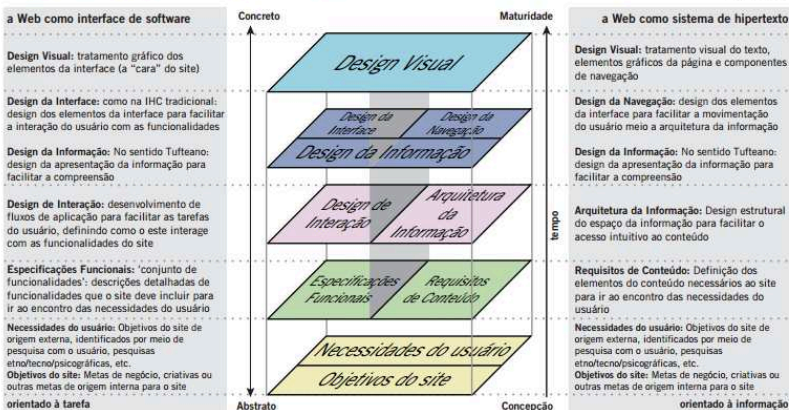 a Web como interface de software
Design Visual: tratamento gráfico dos
elementos da interface (a "cara" do site)
Design da Interface: como na IHC tradicional:
design dos elementos da interface para facilitar
a interação do usuário com as funcionalidades
Design da Informação: No sentido Tufteano:
design da apresentação da informação para
facilitar a compreensão
Design de Interação: desenvolvimento de
fluxos de aplicação para facilitar as tarefas
do usuário, definindo como o este interage
com as funcionalidades do site
Especificações Funcionais: 'conjunto de
funcionalidades': descrições detalhadas de
funcionalidades que o site deve incluir para
ir ao encontro das necessidades do usuário
Necessidades do usuário: Objetivos do site de
origem externa, identificados por meio de
pesquisa com o usuário, pesquisas
etno/tecno/psicográficas, etc.
Objetivos do site: Metas de negócio, criativas ou
outras metas de origem interna para o site
orientado à tarefa
Concreto
Maturidade
Design Visual
Design da
Interface
Design da
Navegação
Design da Informação
Design de
Interação
Arquitetura
da
Informação
Especificações
Funcionais
Requisitos
de Conteúdo
Necessidades do usuário
Objetivos do site
tempo
Abstrato
Concepção
a Web como sistema de hipertexto
Design Visual: tratamento visual do texto,
elementos gráficos da página e componentes
de navegação
Design da Navegação: design dos elementos
da interface para facilitar a movimentação
do usuário meio a arquitetura da informação
Design da Informação: No sentido Tufteano:
design da apresentação da informação para
facilitar a compreensão
Arquitetura da Informação: Design estrutural
do espaço da informação para facilitar o
acesso intuitivo ao conteúdo
Requisitos de Conteúdo: Definição dos
elementos do conteúdo necessários ao site
para ir ao encontro das necessidades do
usuário
Necessidades do usuário: Objetivos do site de
origem externa, identificados por meio de
pesquisa com o usuário, pesquisas
etno/tecno/psicográficas, etc.
Objetivos do site: Metas de negócio, criativas ou
outras metas de origem interna para o site
orientado à informação